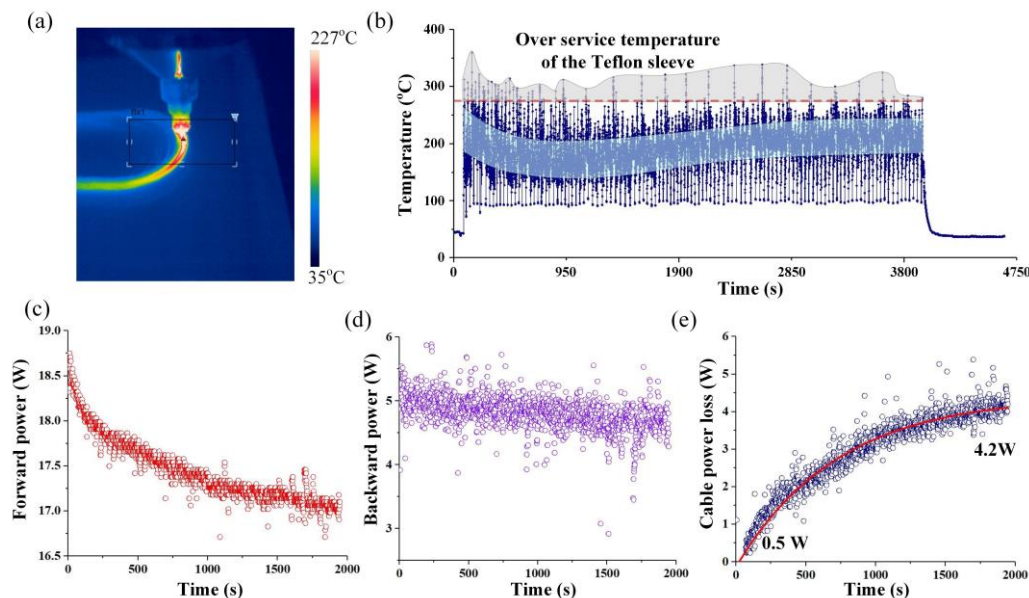 (a)
227°C
35°C
(b)
Over service temperature
of the Teflon sleeve
Temperature (°C)
400
300
200
100
0
0 950 1900 2850 3800 4750
Time (s)
(c)
Forward power (W)
19.0
18.5
18.0
17.5
17.0
16.5
0 500 1000 1500 2000
Time (s)
(d)
Backward power (W)
6
5
4
3
0 500 1000 1500 2000
Time (s)
(e)
Cable power loss (W)
6
5
4
3
2
1
0
0.5 W
4.2W
0 500 1000 1500 2000
Time (s)